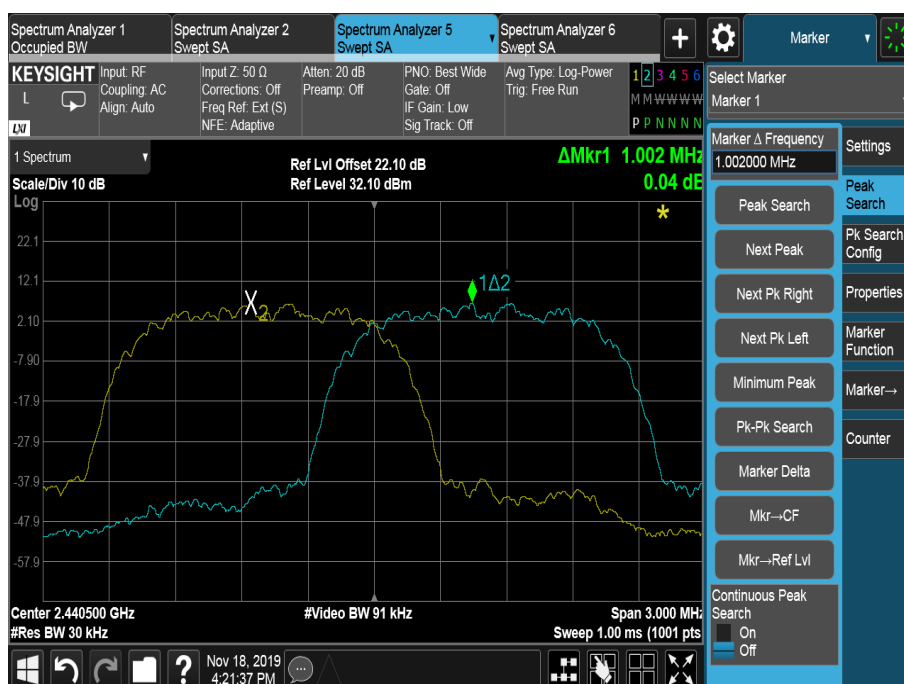 Spectrum Analyzer 1
Occupied BW
Spectrum Analyzer 2
Swept SA
Spectrum Analyzer 5
Swept SA
Spectrum Analyzer 6
Swept SA
+
Marker
KEYSIGHT
L
LXI
Input: RF
Coupling: AC
Align: Auto
Input Z: 50 Ω
Corrections: Off
Freq Ref: Ext (S)
NFE: Adaptive
Atten: 20 dB
Preamp: Off
PNO: Best Wide
Gate: Off
IF Gain: Low
Sig Track: Off
Avg Type: Log-Power
Trig: Free Run
1 2 3 4 5 6
M M W W W W
P P N N N N
Select Marker
Marker 1
1 Spectrum
Scale/Div 10 dB
Log
Ref Lvl Offset 22.10 dB
Ref Level 32.10 dBm
ΔMkr1 1.002 MHz
0.04 dB
22.1
12.1
2.10
-7.90
-17.9
-27.9
-37.9
-47.9
-57.9
X
2
1Δ2
*
Center 2.440500 GHz
#Res BW 30 kHz
#Video BW 91 kHz
Span 3.000 MHz
Sweep 1.00 ms (1001 pts
Marker Δ Frequency
1.002000 MHz
Peak Search
Next Peak
Next Pk Right
Next Pk Left
Minimum Peak
Pk-Pk Search
Marker Delta
Mkr→CF
Mkr→Ref Lvl
Continuous Peak
Search
On
Off
Settings
Peak
Search
Pk Search
Config
Properties
Marker
Function
Marker→
Counter
?
Nov 18, 2019
4:21:37 PM